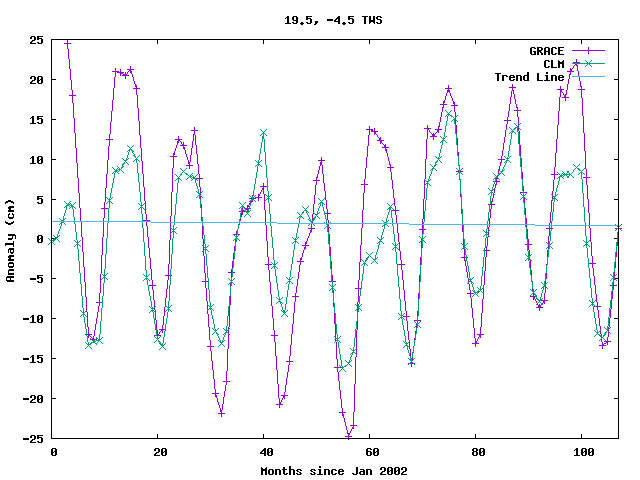 19.5, -4.5 TWS
GRACE
CLM
Trend Line
25
20
15
10
5
0
-5
-10
-15
-20
-25
Anomaly (cm)
0 20 40 60 80 100
Months since Jan 2002